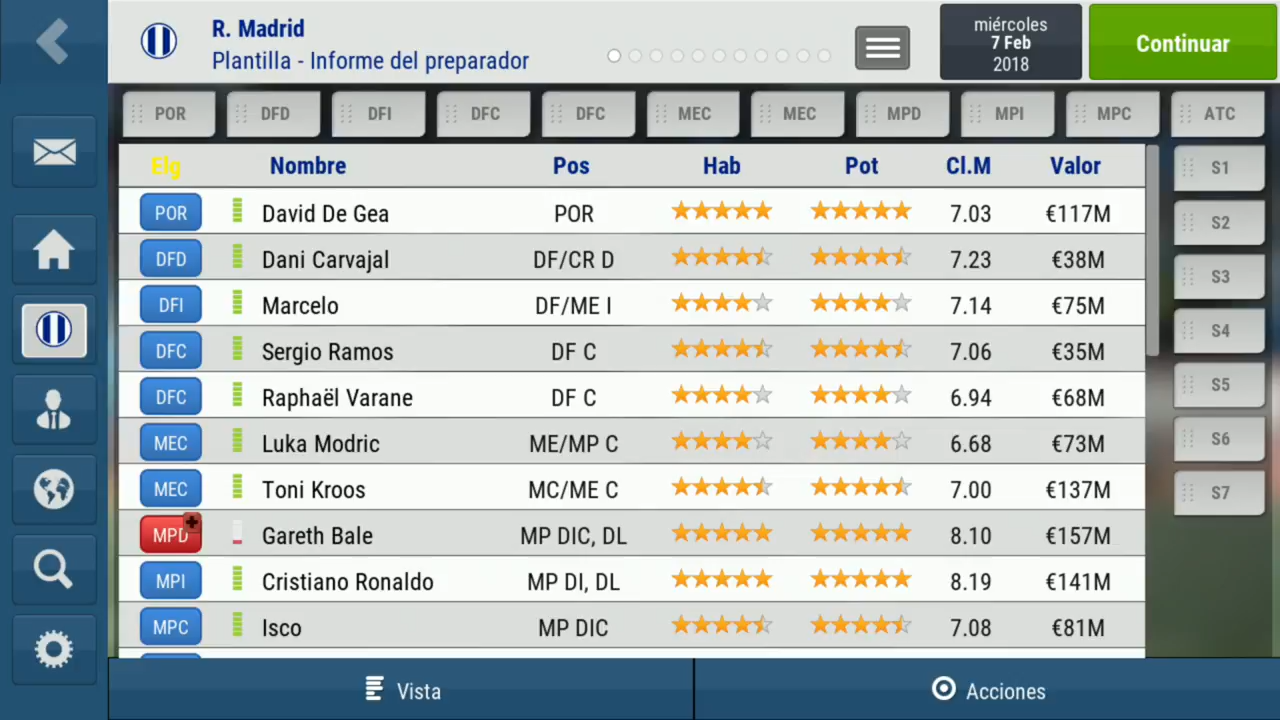 R. Madrid
Plantilla - Informe del preparador
miércoles
7 Feb
2018
Continuar
POR DFD DFI DFC DFC MEC MEC MPD MPI MPC ATC
Elg Nombre Pos Hab Pot Cl.M Valor
POR David De Gea POR 7.03 €117M
DFD Dani Carvajal DF/CR D 7.23 €38M
DFI Marcelo DF/ME I 7.14 €75M
DFC Sergio Ramos DF C 7.06 €35M
DFC Raphaël Varane DF C 6.94 €68M
MEC Luka Modric ME/MP C 6.68 €73M
MEC Toni Kroos MC/ME C 7.00 €137M
MPD Gareth Bale MP DIC, DL 8.10 €157M
MPI Cristiano Ronaldo MP DI, DL 8.19 €141M
MPC Isco MP DIC 7.08 €81M
S1
S2
S3
S4
S5
S6
S7
Vista
Acciones